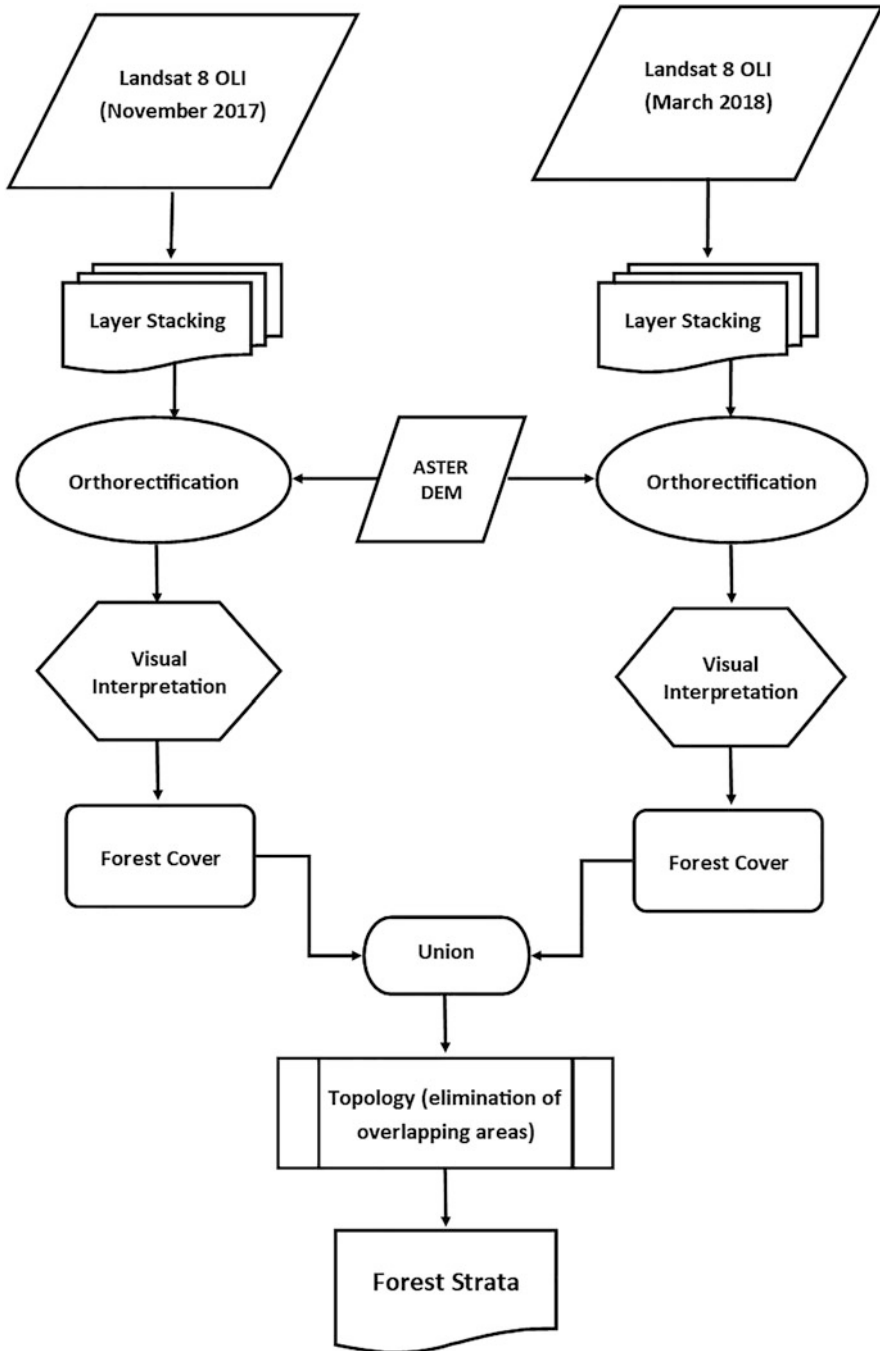 Landsat 8 OLI
(November 2017)
Landsat 8 OLI
(March 2018)
Layer Stacking
Layer Stacking
Orthorectification
ASTER
DEM
Orthorectification
Visual
Interpretation
Visual
Interpretation
Forest Cover
Forest Cover
Union
Topology (elimination of
overlapping areas)
Forest Strata